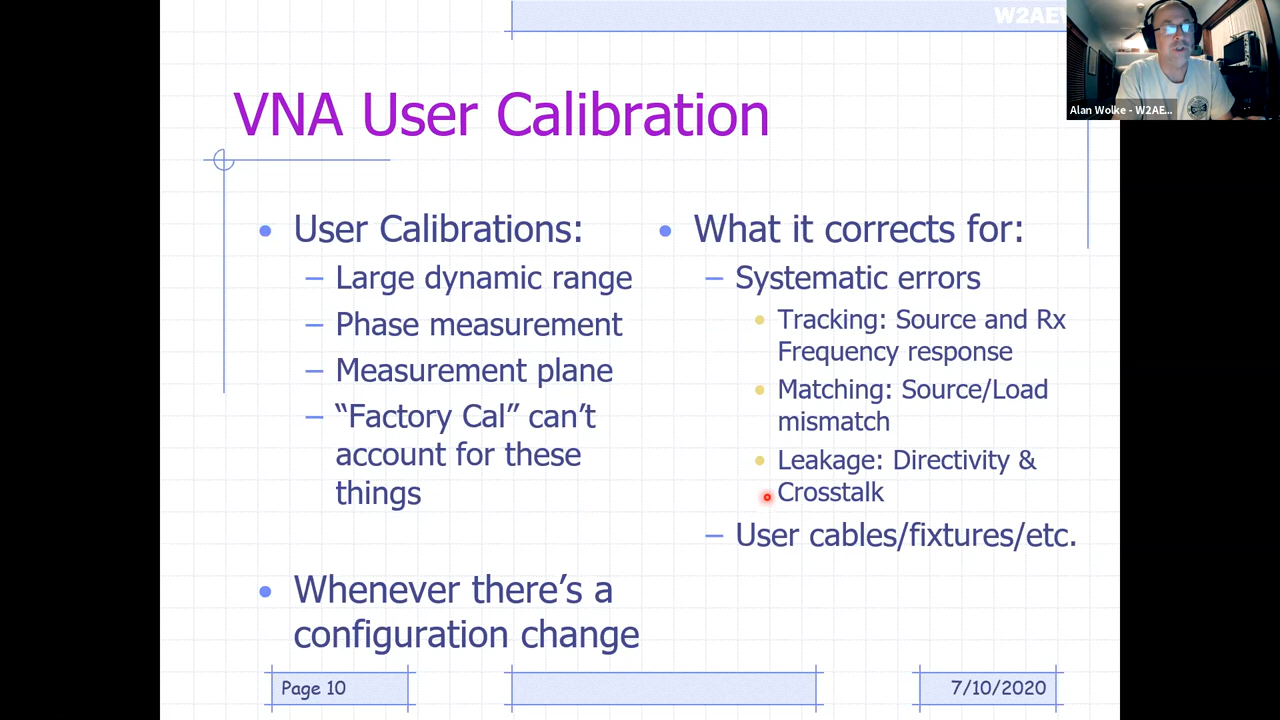 W2AEW
Alan Wolke - W2AE...
VNA User Calibration
• User Calibrations:
– Large dynamic range
– Phase measurement
– Measurement plane
– “Factory Cal” can’t
account for these
things
• Whenever there’s a
configuration change
• What it corrects for:
– Systematic errors
• Tracking: Source and Rx
Frequency response
• Matching: Source/Load
mismatch
• Leakage: Directivity &
Crosstalk
– User cables/fixtures/etc.
Page 10
7/10/2020